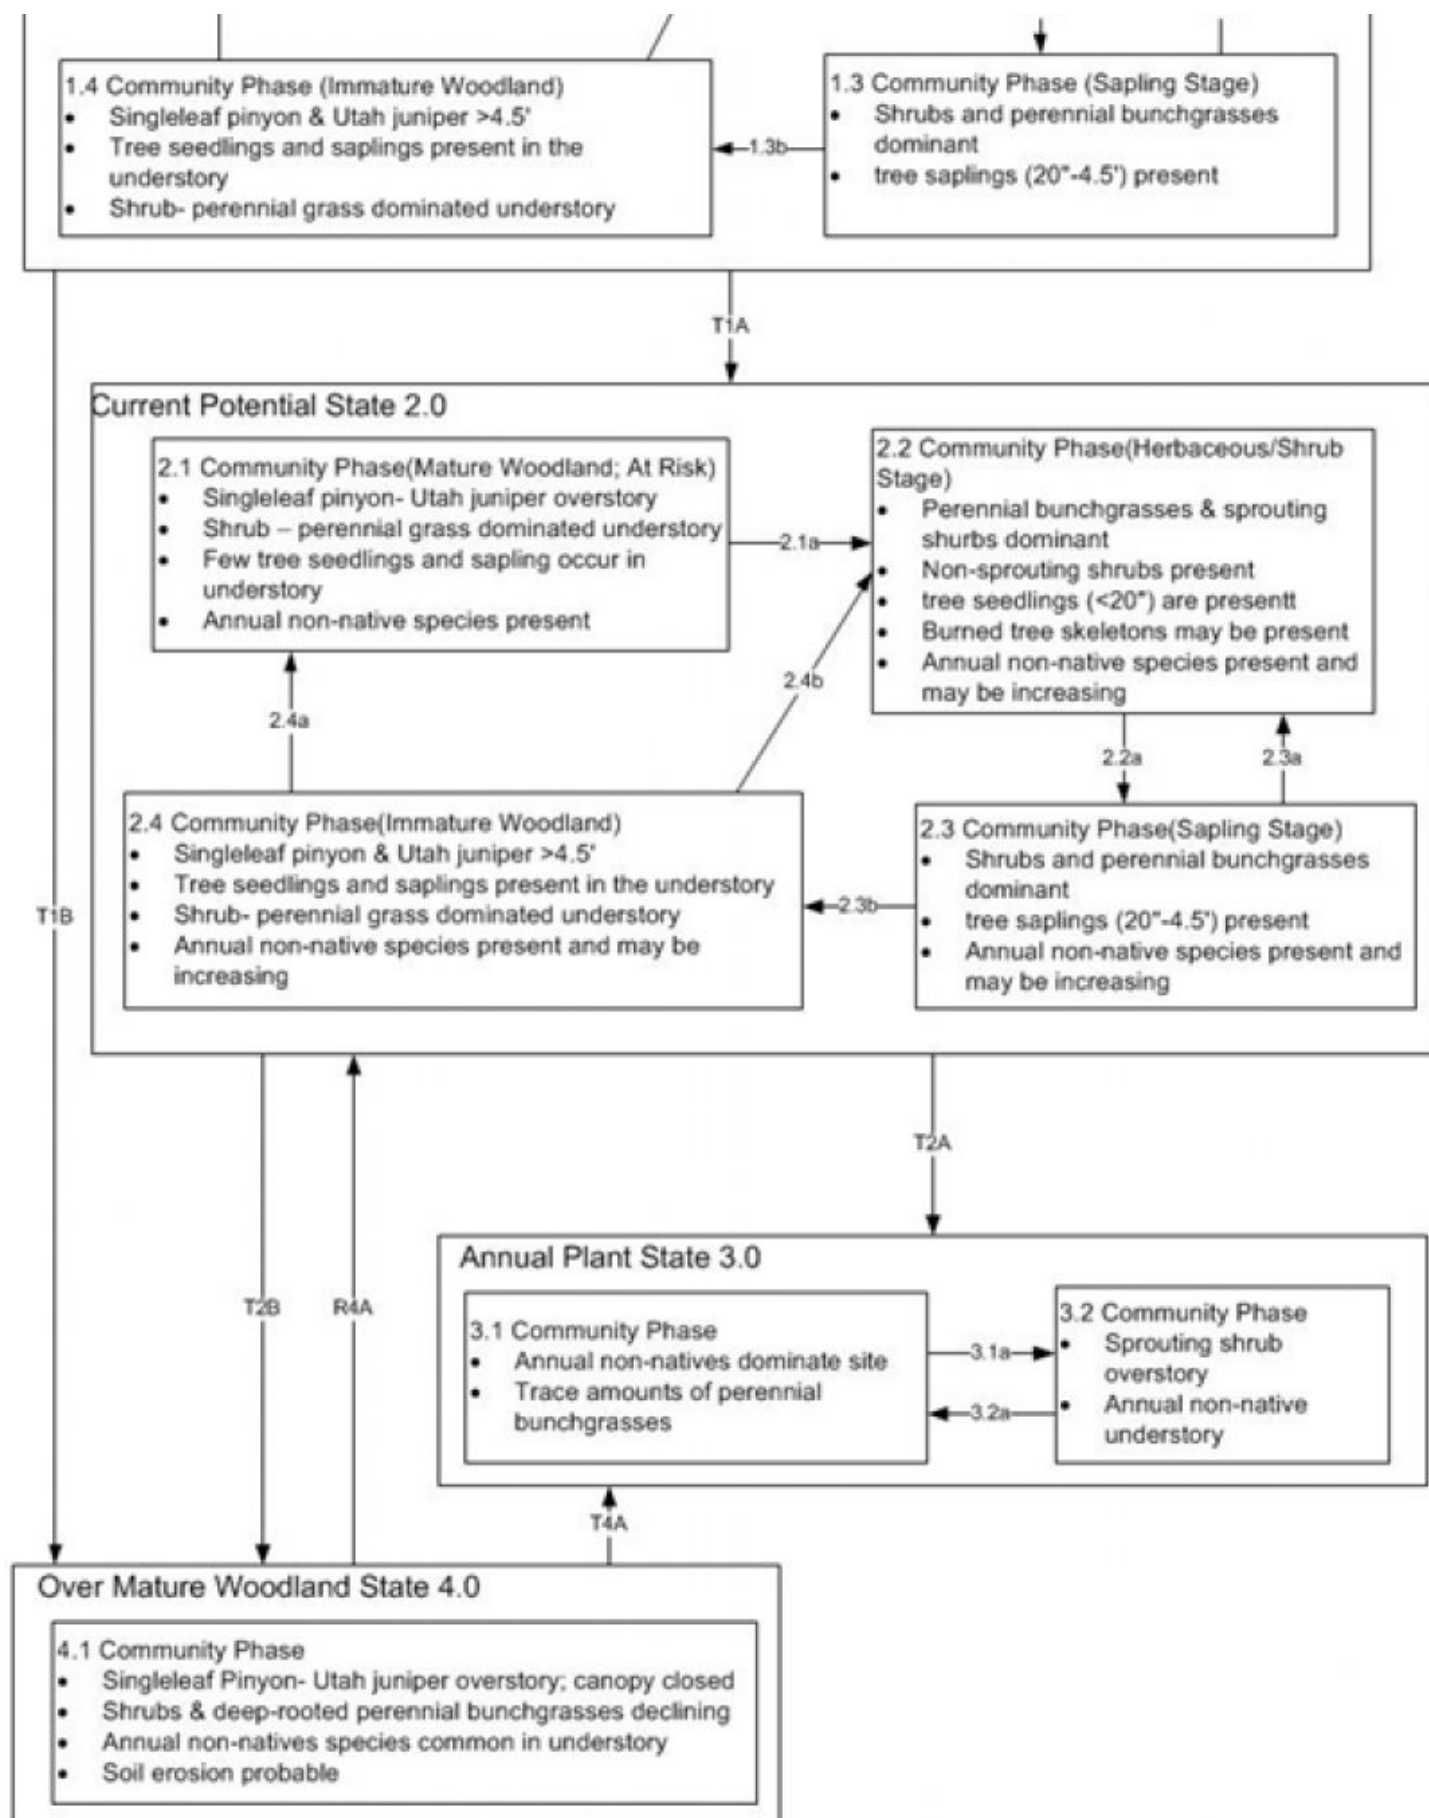 1.4 Community Phase (Immature Woodland)
• Singleleaf pinyon & Utah juniper >4.5'
• Tree seedlings and saplings present in the
understory
• Shrub- perennial grass dominated understory
1.3b
1.3 Community Phase (Sapling Stage)
• Shrubs and perennial bunchgrasses
dominant
• tree saplings (20"-4.5') present
T1A
Current Potential State 2.0
2.1 Community Phase(Mature Woodland; At Risk)
• Singleleaf pinyon- Utah juniper overstory
• Shrub – perennial grass dominated understory
• Few tree seedlings and sapling occur in
understory
• Annual non-native species present
2.1a
2.2 Community Phase(Herbaceous/Shrub
Stage)
• Perennial bunchgrasses & sprouting
shurbs dominant
• Non-sprouting shrubs present
• tree seedlings (<20") are presentt
• Burned tree skeletons may be present
• Annual non-native species present and
may be increasing
2.4a
2.4b
2.2a
2.3a
2.4 Community Phase(Immature Woodland)
• Singleleaf pinyon & Utah juniper >4.5'
• Tree seedlings and saplings present in the understory
• Shrub- perennial grass dominated understory
• Annual non-native species present and may be
increasing
2.3b
2.3 Community Phase(Sapling Stage)
• Shrubs and perennial bunchgrasses
dominant
• tree saplings (20"-4.5') present
• Annual non-native species present and
may be increasing
T1B
T2A
T2B
R4A
Annual Plant State 3.0
3.1 Community Phase
• Annual non-natives dominate site
• Trace amounts of perennial
bunchgrasses
3.1a
3.2a
3.2 Community Phase
• Sprouting shrub
overstory
• Annual non-native
understory
T4A
Over Mature Woodland State 4.0
4.1 Community Phase
• Singleleaf Pinyon- Utah juniper overstory; canopy closed
• Shrubs & deep-rooted perennial bunchgrasses declining
• Annual non-natives species common in understory
• Soil erosion probable